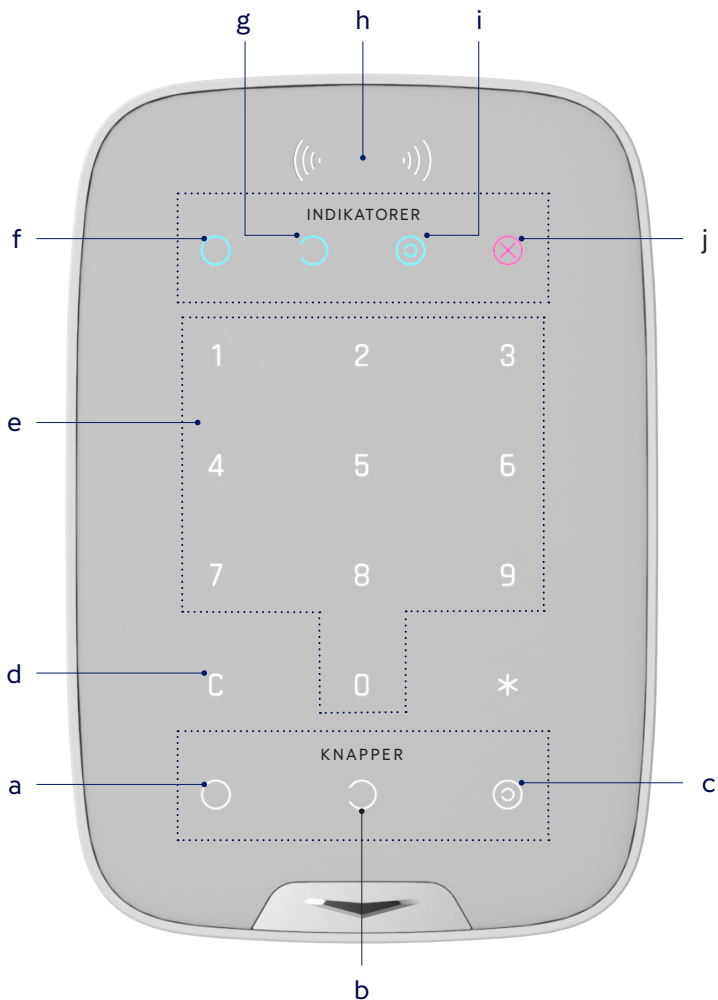 g h i
INDIKATORER
f j
1 2 3
e
4 5 6
7 8 9
d C 0 *
KNAPPER
a c
b